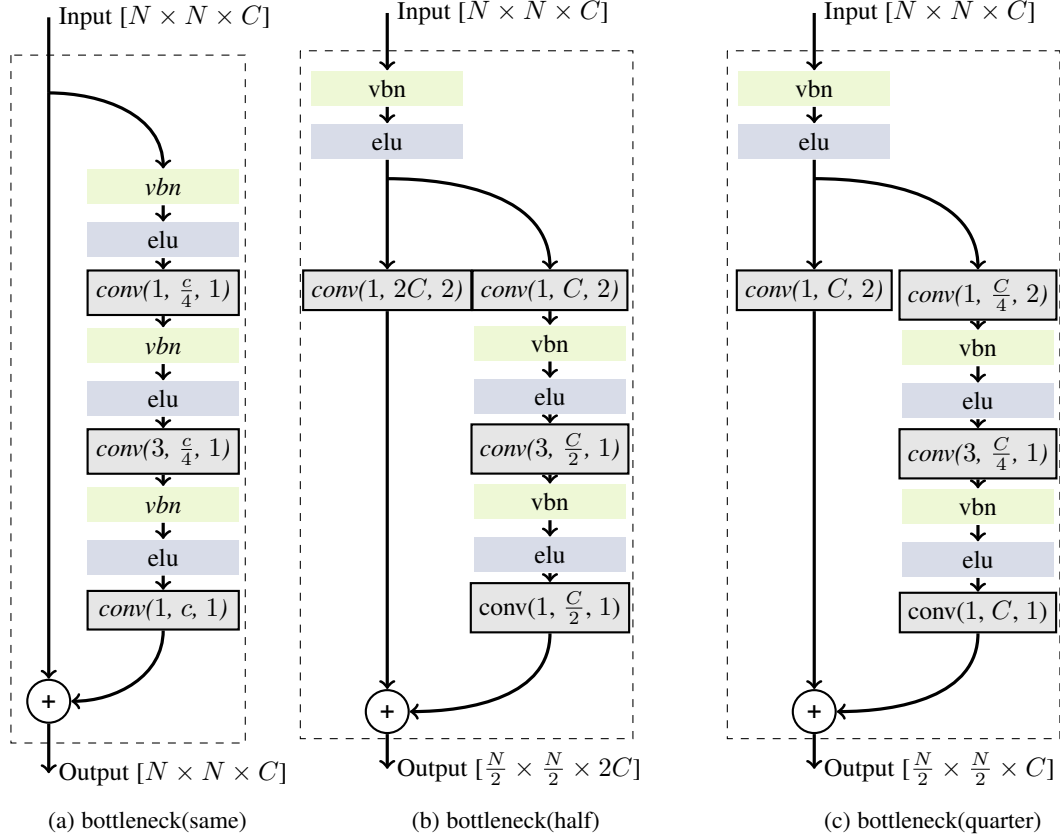 Input [N × N × C]
vbn
elu
conv(1, c/4, 1)
vbn
elu
conv(3, c/4, 1)
vbn
elu
conv(1, c, 1)
+
Output [N × N × C]
(a) bottleneck(same)
Input [N × N × C]
vbn
elu
conv(1, 2C, 2)
conv(1, C, 2)
vbn
elu
conv(3, C/2, 1)
vbn
elu
conv(1, C/2, 1)
+
Output [N/2 × N/2 × 2C]
(b) bottleneck(half)
Input [N × N × C]
vbn
elu
conv(1, C, 2)
conv(1, C/4, 2)
vbn
elu
conv(3, C/4, 1)
vbn
elu
conv(1, C, 1)
+
Output [N/2 × N/2 × C]
(c) bottleneck(quarter)